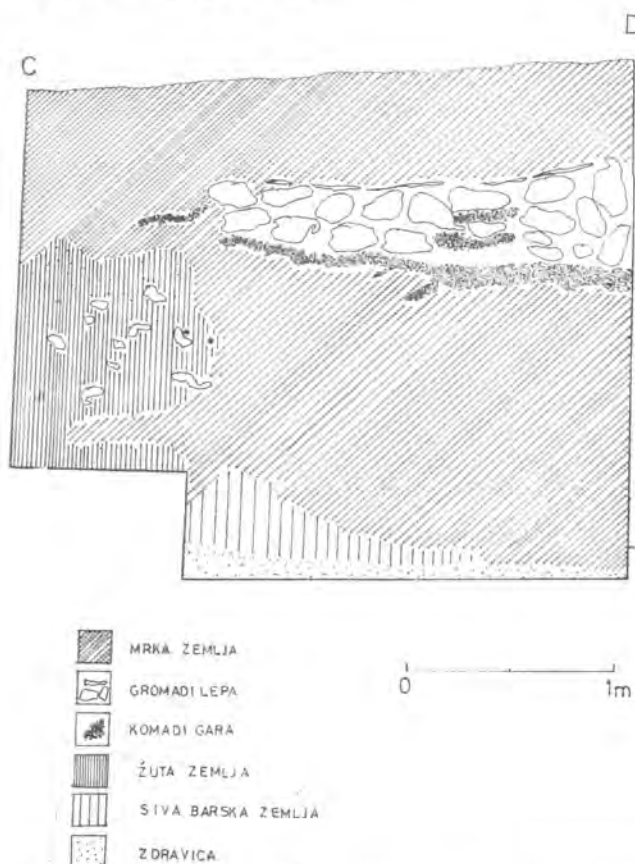 D
C
MRKA ZEMLJA
GROMADI LEPA
KOMADI GARA
ŽUTA ZEMLJA
SIVA BARSKA ZEMLJA
ZDRAVICA
0 1m